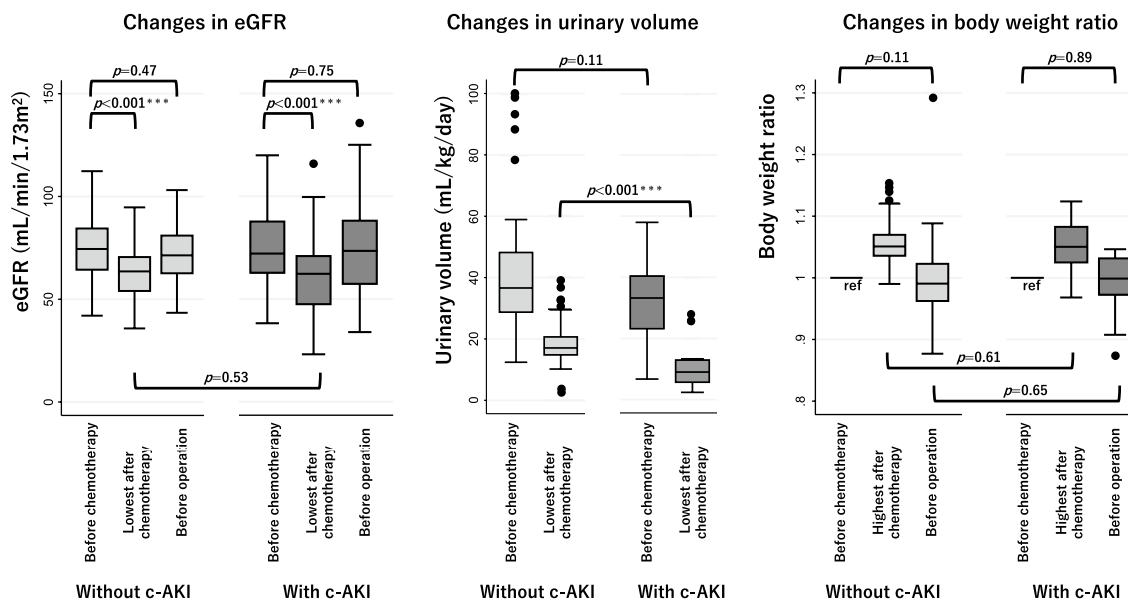 Changes in eGFR
p=0.47
p<0.001***
p=0.75
p<0.001***
p=0.53
eGFR (mL/min/1.73m²)
150
100
50
0
Before chemotherapy
Lowest after
chemotherapy
Before operation
Before chemotherapy
Lowest after
chemotherapy
Before operation
Without c-AKI
With c-AKI
Changes in urinary volume
p=0.11
p<0.001***
Urinary volume (mL/kg/day)
100
80
60
40
20
0
Before chemotherapy
Lowest after
chemotherapy
Before chemotherapy
Lowest after
chemotherapy
Without c-AKI
With c-AKI
Changes in body weight ratio
p=0.11
p=0.89
ref
ref
p=0.61
p=0.65
Body weight ratio
1.3
1.2
1.1
1
.9
.8
Before chemotherapy
Highest after
chemotherapy
Before operation
Before chemotherapy
Highest after
chemotherapy
Before operation
Without c-AKI
With c-AKI